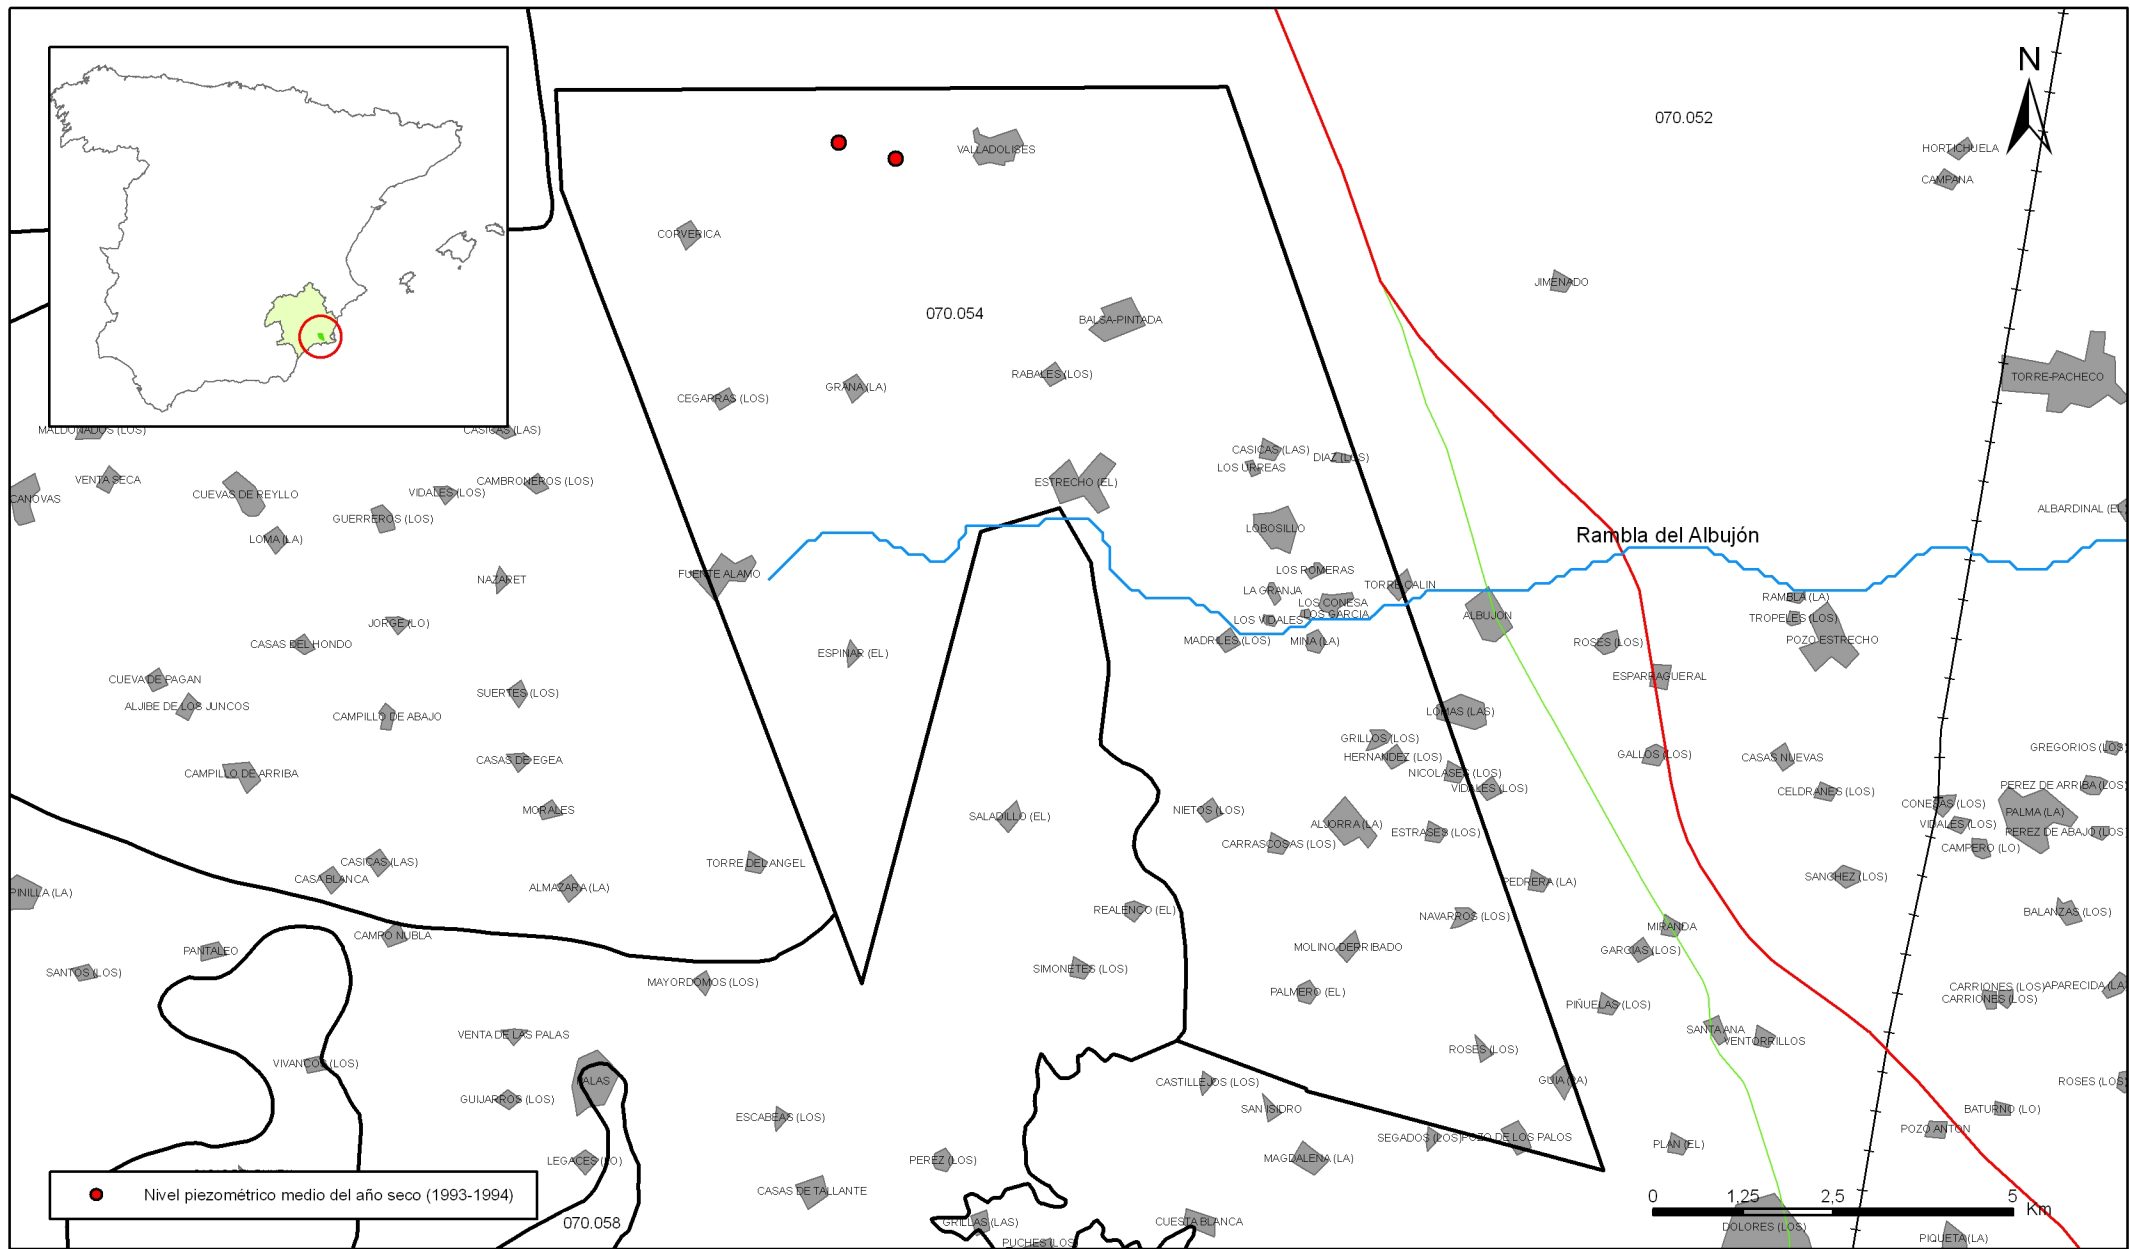 N
070.052
HORTICHUELA
VALLADOLISES
CAMPANA
CORVERICA
JIMENADO
070.054
BALSA-PINTADA
RABALES (LOS)
TORRE-PACHECO
GRANA (LA)
CEGARRAS (LOS)
MALDONADOS (LOS)
CASICAS (LAS)
CASICAS (LAS)
DIAZ (LOS)
LOS URREAS
VENTA SECA
CAMBRONEROS (LOS)
ESTRECHO (EL)
CUEVAS DE REYLLO
VIDALES (LOS)
CANOVAS
ALBARDINAL (EL)
GUERREROS (LOS)
LOBOSILLO
Rambla del Albujón
LOMA (LA)
LOS ROMERAS
FUENTE ALAMO
NAZARET
TORRE CALIN
LA GRANJA
RAMBLA (LA)
LOS CONESA
LOS GARCIA
ALBUJON
TROPELES (LOS)
LOS VIDALES
JORGE (LO)
MADRILES (LOS)
MINA (LA)
ROSES (LOS)
POZO ESTRECHO
CASAS DEL HONDO
ESPINAR (EL)
ESPARRAGUERAL
CUEVA DE PAGAN
SUERTES (LOS)
ALJIBE DE LOS JUNCOS
LOMAS (LAS)
CAMPILLO DE ABAJO
GRILLOS (LOS)
GREGORIOS (LOS)
HERNANDEZ (LOS)
GALLOS (LOS)
CASAS NUEVAS
CASAS DE EGEA
CAMPILLO DE ARRIBA
NICOLASES (LOS)
PEREZ DE ARRIBA (LOS)
VIDALES (LOS)
CELDRANES (LOS)
CONESAS (LOS)
MORALES
NIETOS (LOS)
PALMA (LA)
SALADILLO (EL)
ALJORRA (LA)
VIDALES (LOS)
ESTRASES (LOS)
PEREZ DE ABAJO (LOS)
CARRASCOSAS (LOS)
CAMPERO (LO)
CASICAS (LAS)
TORRE DEL ANGEL
CASA BLANCA
SANCHEZ (LOS)
PEDRERA (LA)
ALMAZARA (LA)
PINILLA (LA)
REALENCO (EL)
BALANZAS (LOS)
NAVARROS (LOS)
MIRANDA
CAMPO NUBLA
MOLINO DERRIBADO
PANTALEO
GARCIAS (LOS)
SIMONETES (LOS)
SANTOS (LOS)
MAYORDOMOS (LOS)
CARRIONES (LOS)
APARECIDA (LA)
PALMERO (EL)
CARRIONES (LOS)
PIÑUELAS (LOS)
SANTA ANA
VENTA DE LAS PALAS
VENTORRILLOS
ROSES (LOS)
VIVANCOS (LOS)
PALAS
CASTILLEJOS (LOS)
GUIA (LA)
ROSES (LOS)
GUIJARROS (LOS)
SAN ISIDRO
BATURNO (LO)
ESCABEAS (LOS)
POZO ANTON
SEGADOS (LOS)
POZO DE LOS PALOS
PLAN (EL)
LEGACES (LO)
PEREZ (LOS)
MAGDALENA (LA)
CASAS DE TALLANTE
Nivel piezométrico medio del año seco (1993-1994)
0 1,25 2,5 5
Km
070.058
GRILLAS (LAS)
CUESTA BLANCA
DOLORES (LOS)
PUCHES (LOS)
PIQUETA (LA)